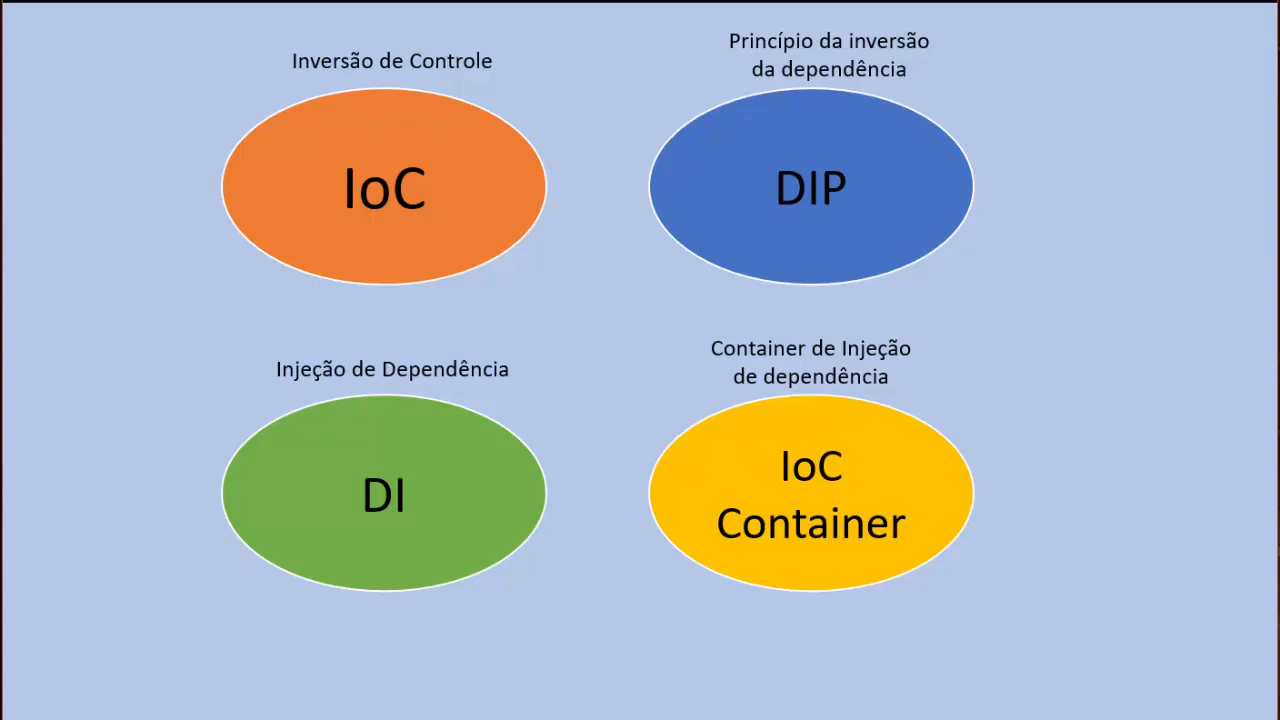 Inversão de Controle
IoC
Princípio da inversão
da dependência
DIP
Injeção de Dependência
DI
Container de Injeção
de dependência
IoC
Container